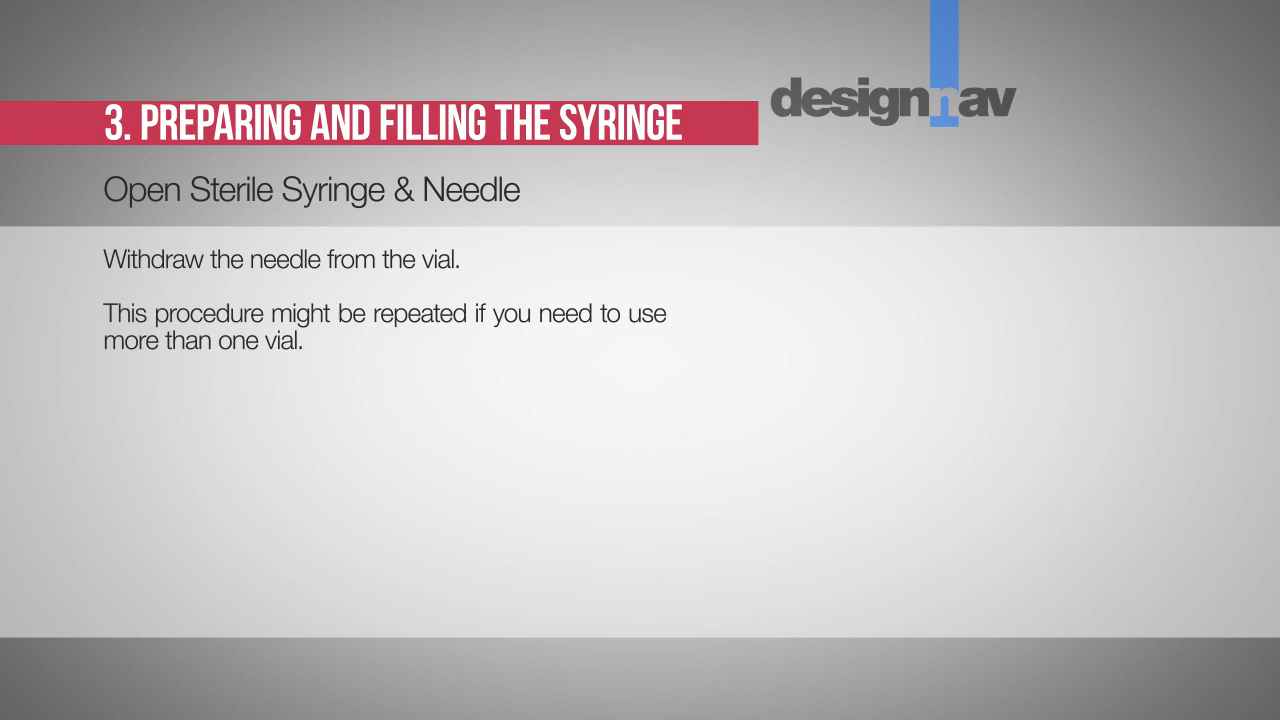 designnav
3. PREPARING AND FILLING THE SYRINGE
Open Sterile Syringe & Needle
Withdraw the needle from the vial.
This procedure might be repeated if you need to use
more than one vial.